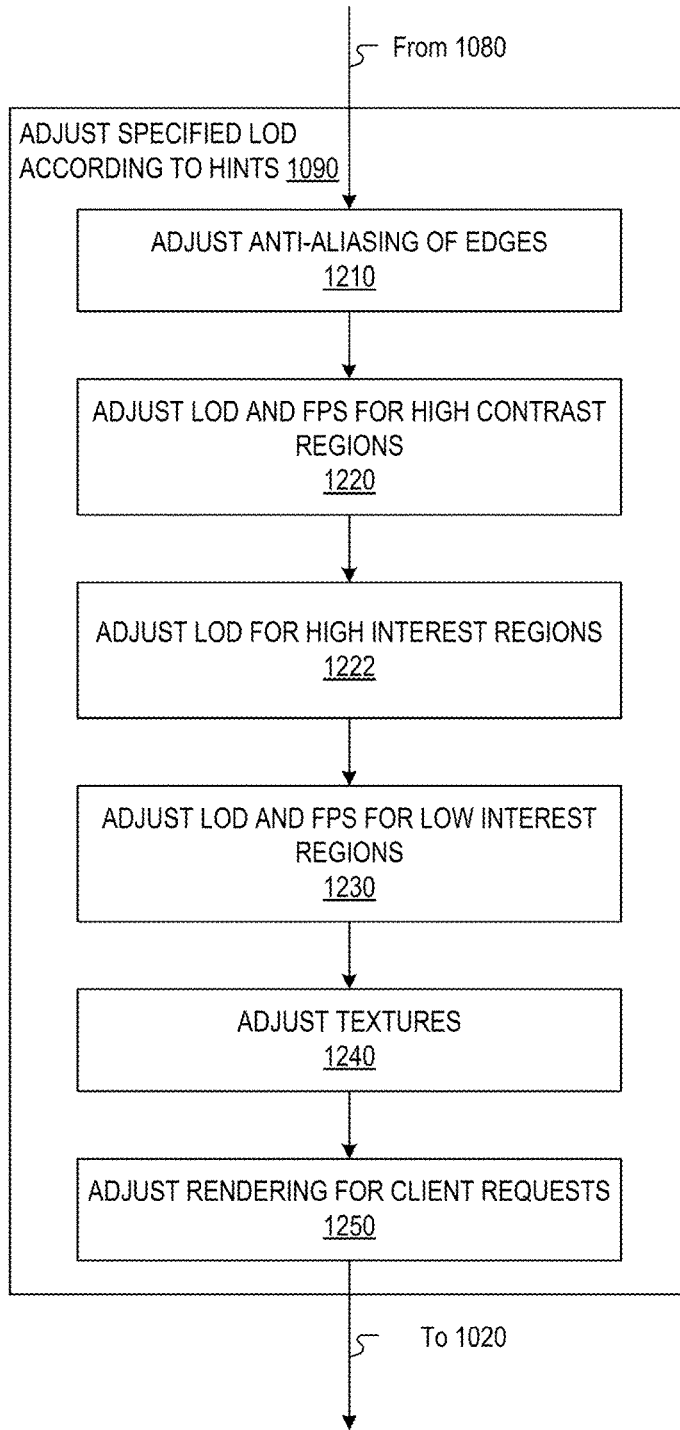 From 1080
ADJUST SPECIFIED LOD
ACCORDING TO HINTS 1090
ADJUST ANTI-ALIASING OF EDGES
1210
ADJUST LOD AND FPS FOR HIGH CONTRAST
REGIONS
1220
ADJUST LOD FOR HIGH INTEREST REGIONS
1222
ADJUST LOD AND FPS FOR LOW INTEREST
REGIONS
1230
ADJUST TEXTURES
1240
ADJUST RENDERING FOR CLIENT REQUESTS
1250
To 1020